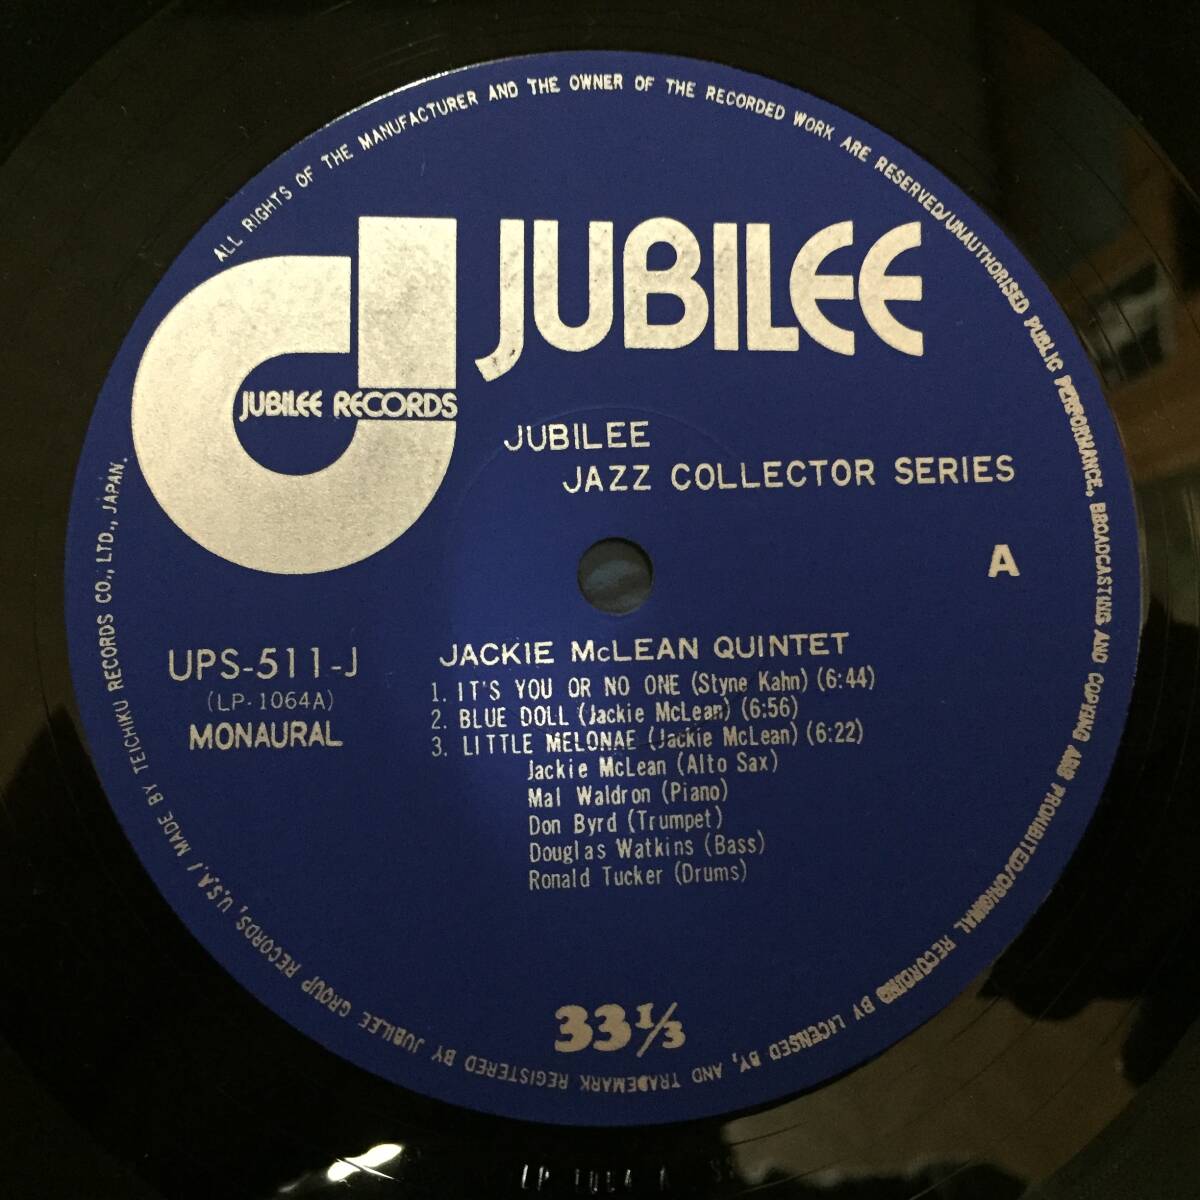 ALL RIGHTS OF THE MANUFACTURER AND THE OWNER OF THE RECORDED WORK ARE RESERVED/UNAUTHORISED PUBLIC PERFORMANCE, BROADCASTING AND COPYING ARE PROHIBITED/ORIGINAL RECORDING BY LICENSED BY, AND TRADEMARK REGISTERED BY JUBILEE GROUP RECORDS, U.S.A./ MADE BY TEICHIKU RECORDS CO., LTD., JAPAN.
JUBILEE
JUBILEE RECORDS
JUBILEE
JAZZ COLLECTOR SERIES
A
UPS-511-J
(LP-1064A)
MONAURAL
JACKIE McLEAN QUINTET
1. IT'S YOU OR NO ONE (Styne Kahn) (6:44)
2. BLUE DOLL (Jackie McLean) (6:56)
3. LITTLE MELONAE (Jackie McLean) (6:22)
Jackie McLean (Alto Sax)
Mal Waldron (Piano)
Don Byrd (Trumpet)
Douglas Watkins (Bass)
Ronald Tucker (Drums)
33 1/3
LP 1064 A